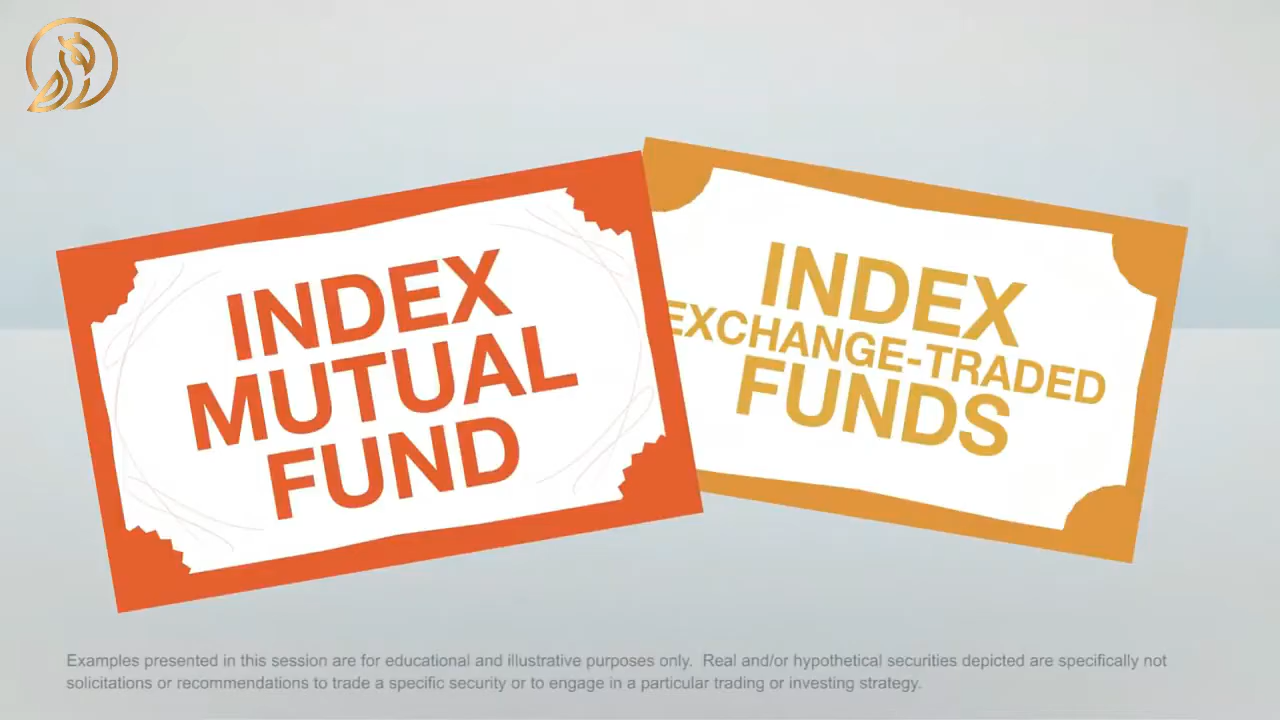 INDEX
MUTUAL
FUND
INDEX
EXCHANGE-TRADED
FUNDS
Examples presented in this session are for educational and illustrative purposes only.  Real and/or hypothetical securities depicted are specifically not
solicitations or recommendations to trade a specific security or to engage in a particular trading or investing strategy.